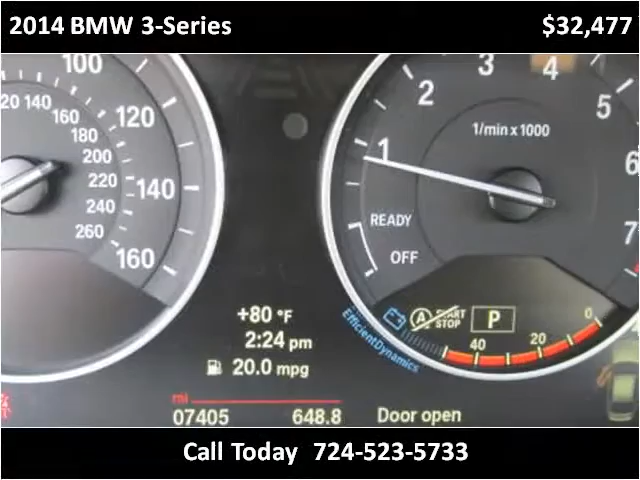 2014 BMW 3-Series $32,477
100
20 140
160
180
200
220
240
260
120
140
160
1
2
3
4
5
6
7
1/min x 1000
READY
OFF
+80 °F
2:24 pm
20.0 mpg
mi
07405 648.8
EfficientDynamics
A START STOP
P
40 20 0
Door open
Call Today 724-523-5733